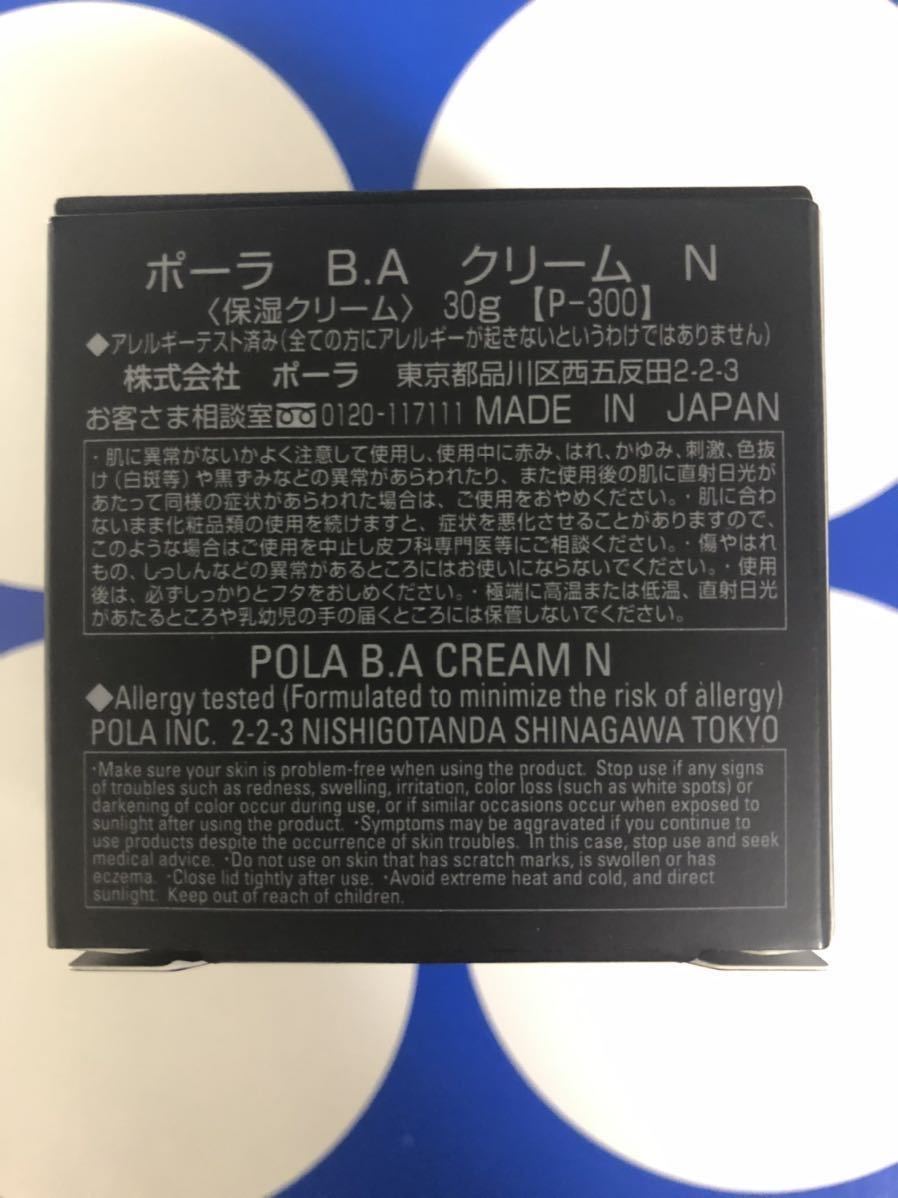 ポーラ B.A クリーム N
〈保湿クリーム〉 30g 【P-300】
◆アレルギーテスト済み(全ての方にアレルギーが起きないというわけではありません)
株式会社 ポーラ 東京都品川区西五反田2-2-3
お客さま相談室 0120-117111 MADE IN JAPAN
・肌に異常がないかよく注意して使用し、使用中に赤み、はれ、かゆみ、刺激、色抜
け(白斑等)や黒ずみなどの異常があらわれたり、また使用後の肌に直射日光が
あたって同様の症状があらわれた場合は、ご使用をおやめください。・肌に合わ
ないまま化粧品類の使用を続けますと、症状を悪化させることがありますので、
このような場合はご使用を中止し皮フ科専門医等にご相談ください。・傷やはれ
もの、しっしんなどの異常があるところにはお使いにならないでください。・使用
後は、必ずしっかりとフタをおしめください。・極端に高温または低温、直射日光
があたるところや乳幼児の手の届くところには保管しないでください。
POLA B.A CREAM N
◆Allergy tested (Formulated to minimize the risk of allergy)
POLA INC. 2-2-3 NISHIGOTANDA SHINAGAWA TOKYO
・Make sure your skin is problem-free when using the product. Stop use if any signs
of troubles such as redness, swelling, irritation, color loss (such as white spots) or
darkening of color occur during use, or if similar occasions occur when exposed to
sunlight after using the product. ・Symptoms may be aggravated if you continue to
use products despite the occurrence of skin troubles. In this case, stop use and seek
medical advice. ・Do not use on skin that has scratch marks, is swollen or has
eczema. ・Close lid tightly after use. ・Avoid extreme heat and cold, and direct
sunlight. Keep out of reach of children.